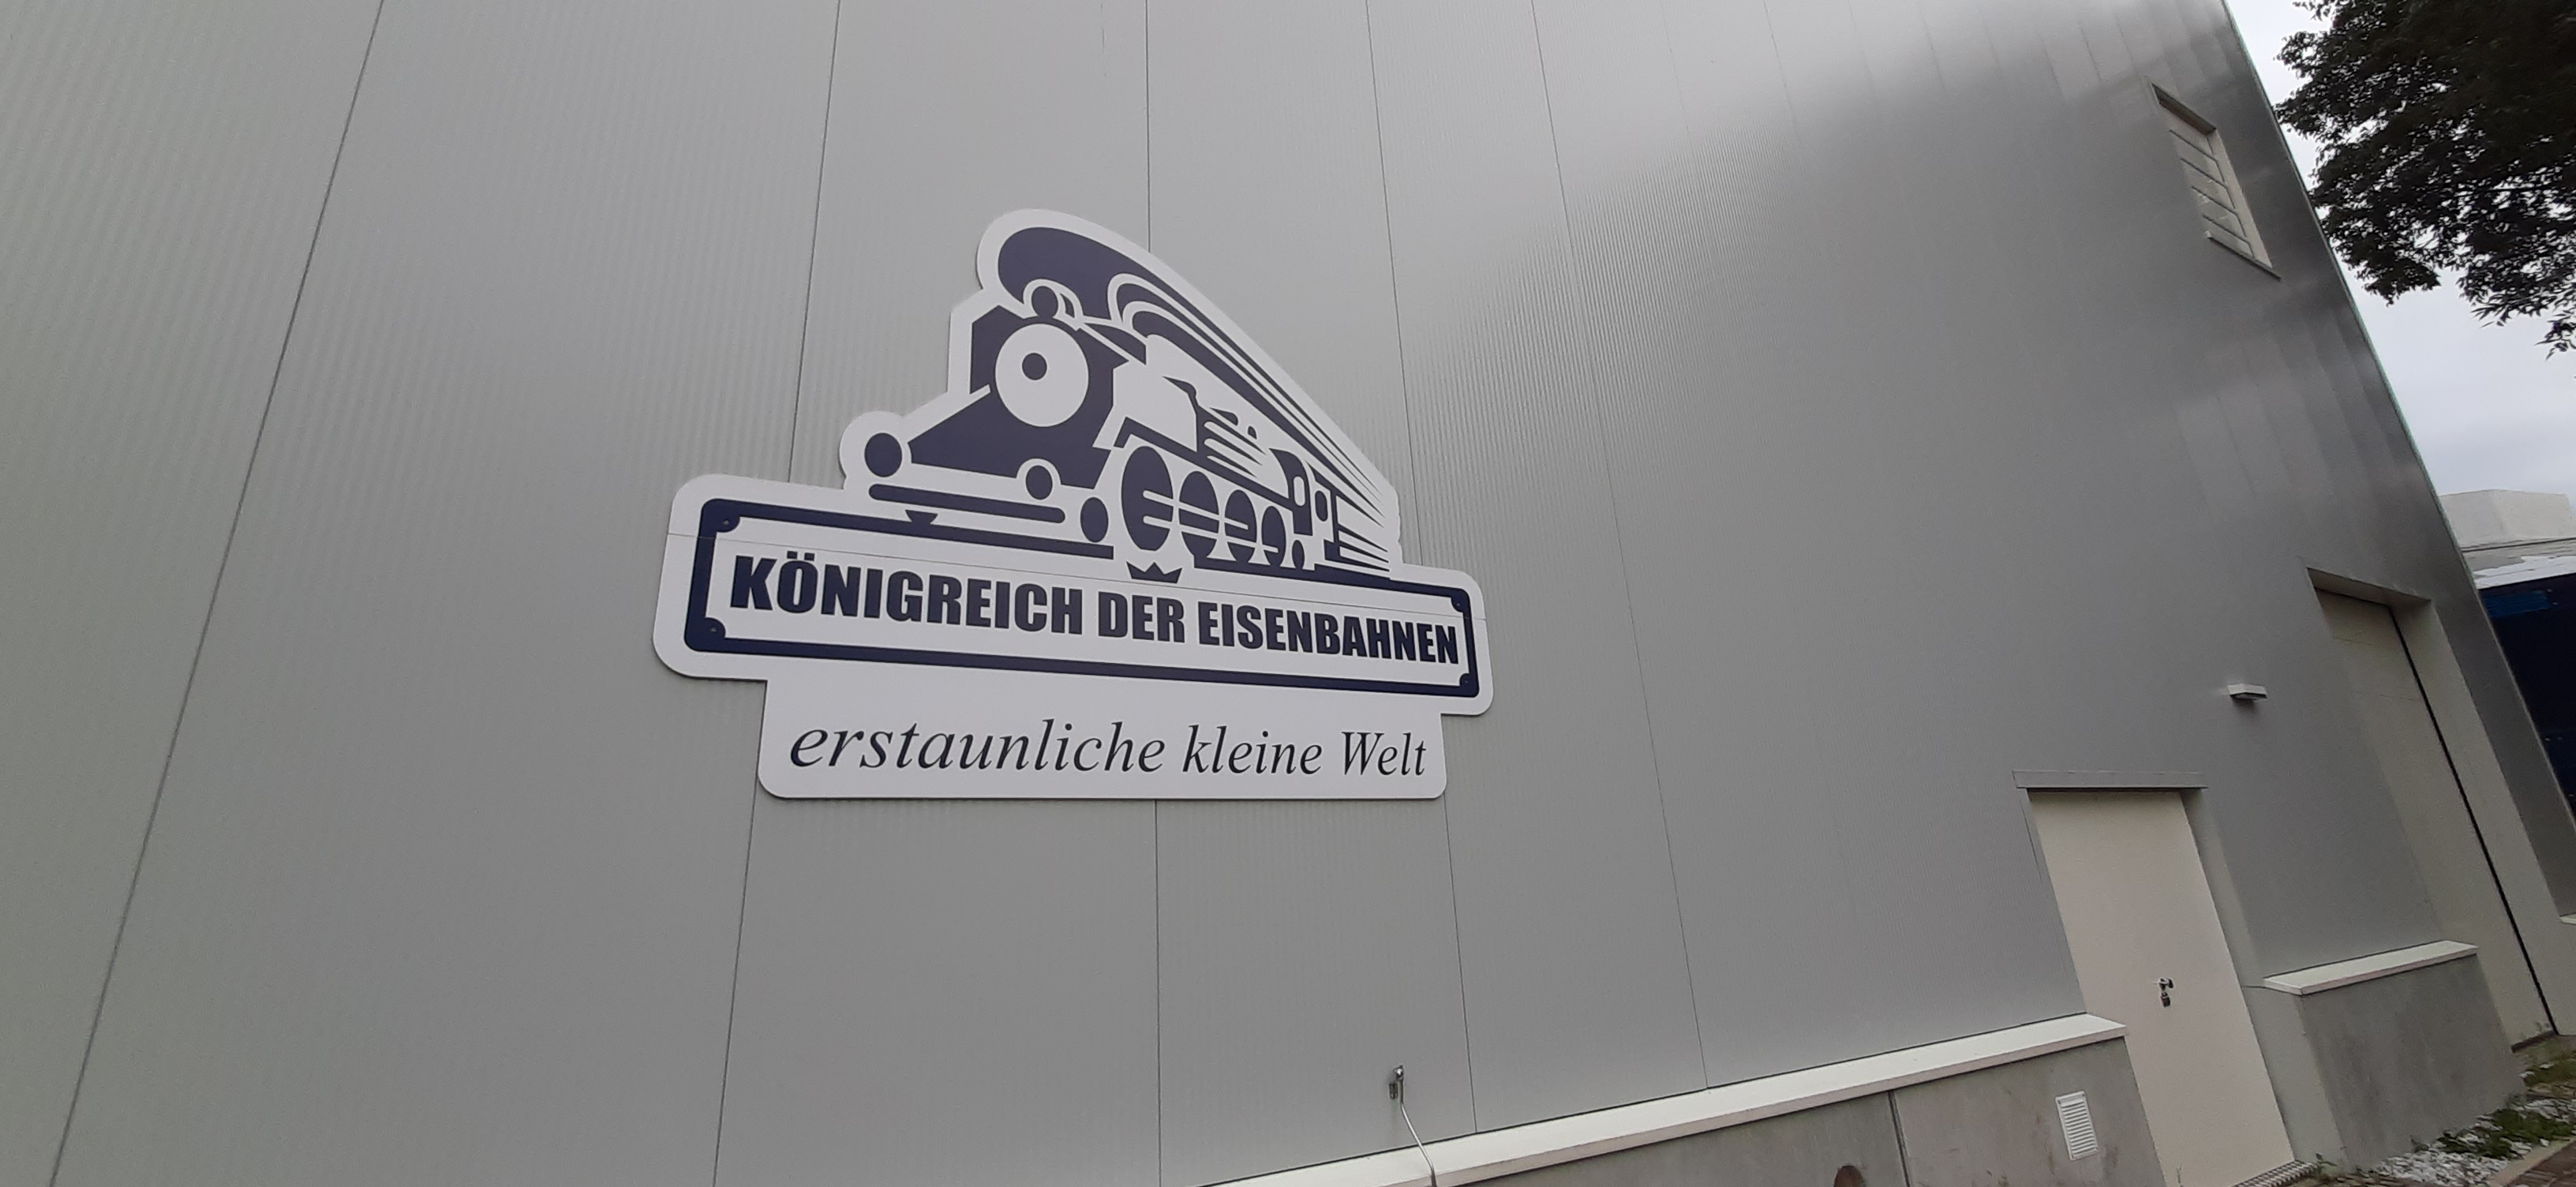 KÖNIGREICH DER EISENBAHNEN
erstaunliche kleine Welt